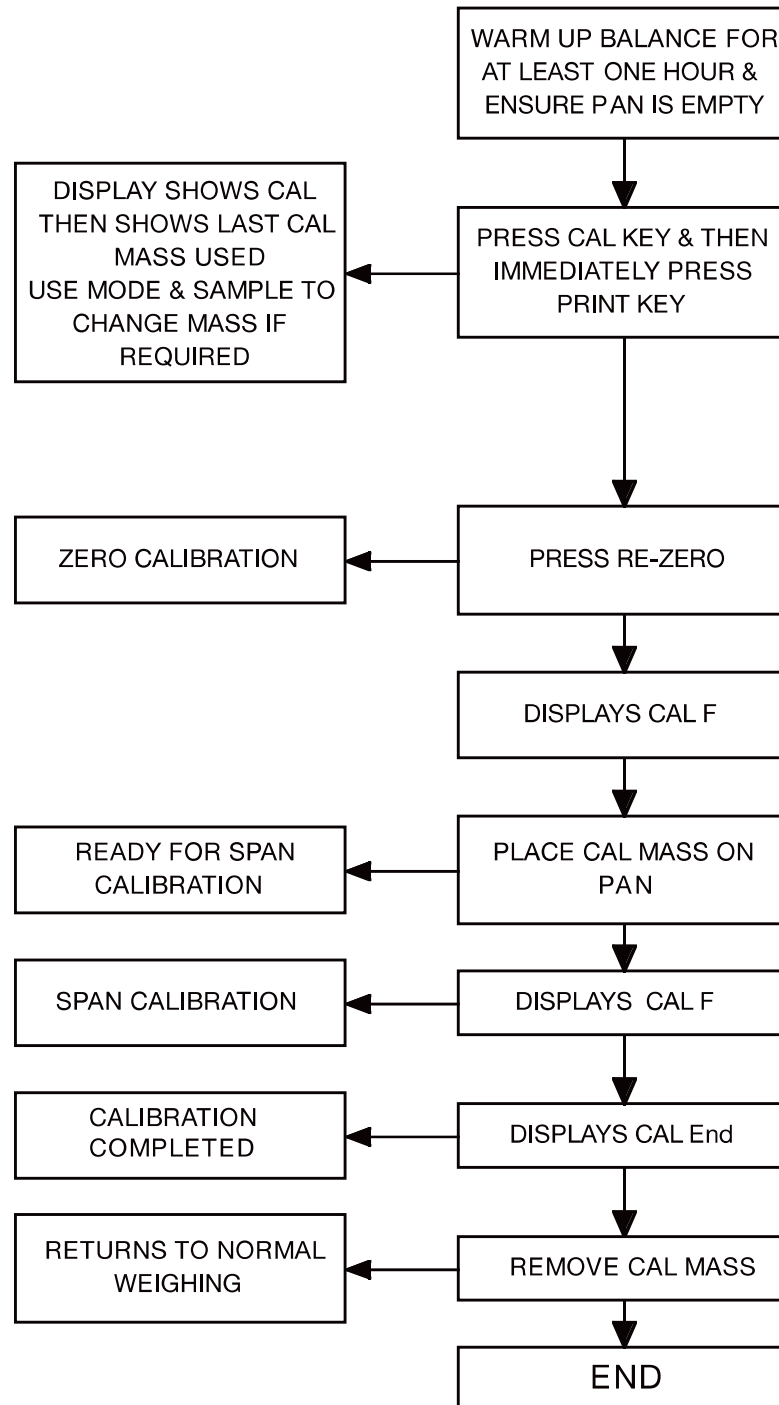 WARM UP BALANCE FOR
AT LEAST ONE HOUR &
ENSURE PAN IS EMPTY
PRESS CAL KEY & THEN
IMMEDIATELY PRESS
PRINT KEY
DISPLAY SHOWS CAL
THEN SHOWS LAST CAL
MASS USED
USE MODE & SAMPLE TO
CHANGE MASS IF
REQUIRED
PRESS RE-ZERO
ZERO CALIBRATION
DISPLAYS CAL F
PLACE CAL MASS ON
PAN
READY FOR SPAN
CALIBRATION
DISPLAYS CAL F
SPAN CALIBRATION
DISPLAYS CAL End
CALIBRATION
COMPLETED
REMOVE CAL MASS
RETURNS TO NORMAL
WEIGHING
END